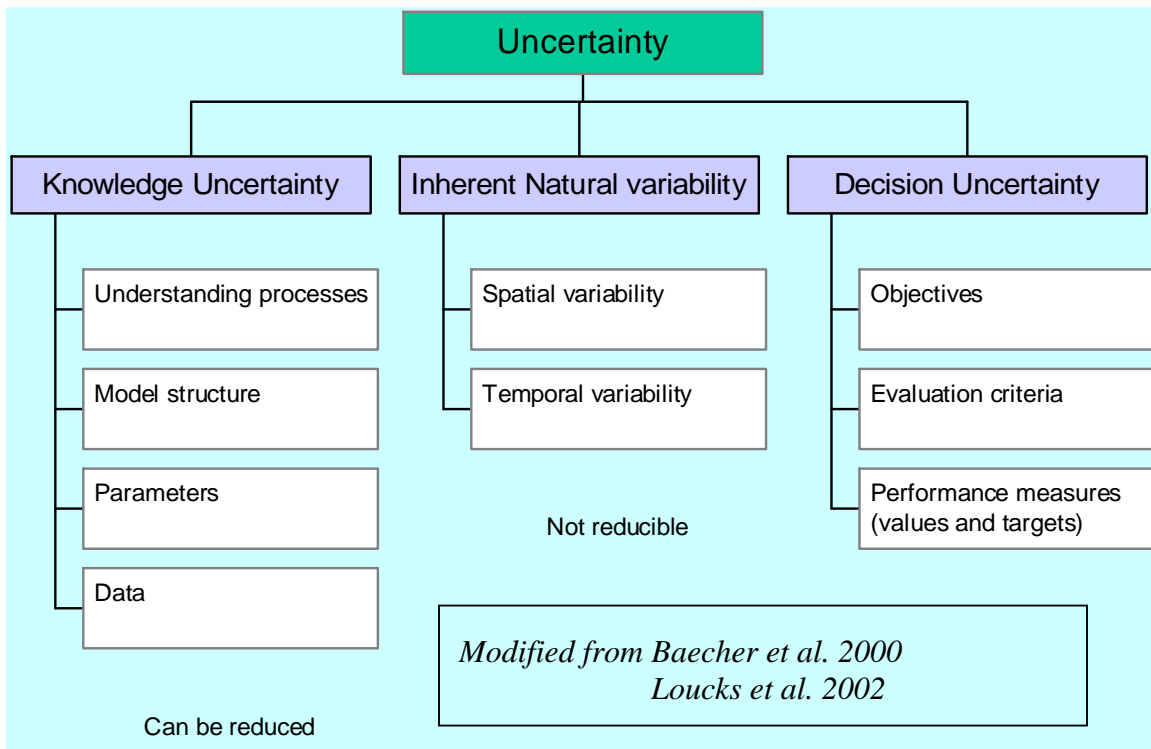 Uncertainty
Knowledge Uncertainty
Understanding processes
Model structure
Parameters
Data
Can be reduced
Inherent Natural variability
Spatial variability
Temporal variability
Not reducible
Decision Uncertainty
Objectives
Evaluation criteria
Performance measures
(values and targets)
Modified from Baecher et al. 2000
Loucks et al. 2002